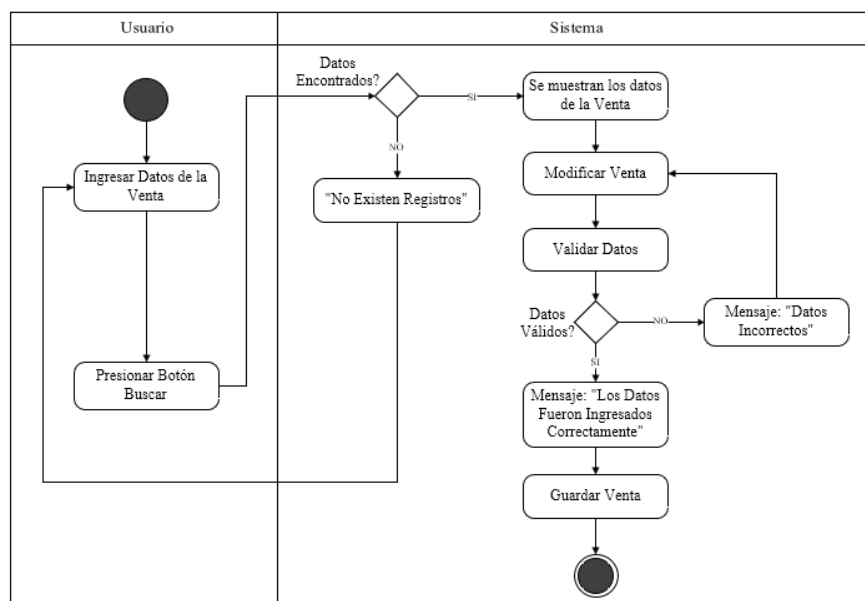 Usuario
Sistema
Datos
Encontrados?
SI
Se muestran los datos
de la Venta
NO
Ingresar Datos de la
Venta
"No Existen Registros"
Modificar Venta
Validar Datos
Datos
Válidos?
NO
Mensaje: "Datos
Incorrectos"
SI
Presionar Botón
Buscar
Mensaje: "Los Datos
Fueron Ingresados
Correctamente"
Guardar Venta